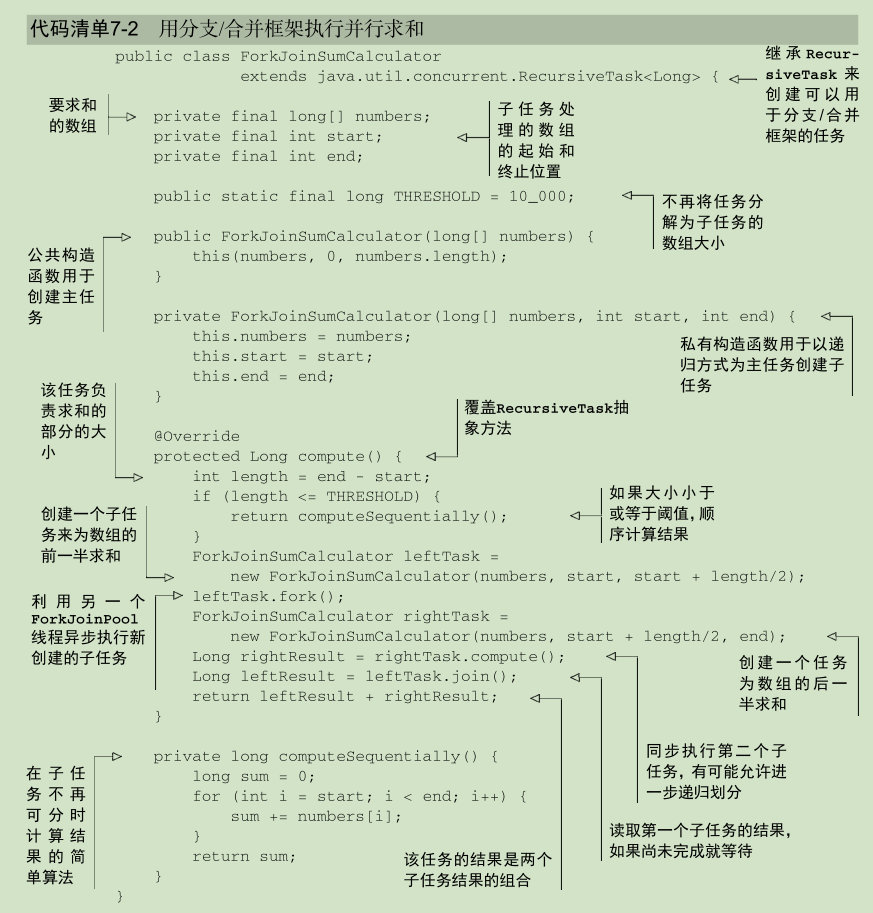 代码清单7-2 用分支/合并框架执行并行求和
public class ForkJoinSumCalculator
extends java.util.concurrent.RecursiveTask<Long> {
继承Recur-
siveTask来
创建可以用
于分支/合并
框架的任务
要求和
的数组
private final long[] numbers;
private final int start;
private final int end;
子任务处
理的数组
的起始和
终止位置
public static final long THRESHOLD = 10_000;
不再将任务分
解为子任务的
数组大小
公共构造
函数用于
创建主任
务
public ForkJoinSumCalculator(long[] numbers) {
this(numbers, 0, numbers.length);
}
private ForkJoinSumCalculator(long[] numbers, int start, int end) {
this.numbers = numbers;
this.start = start;
this.end = end;
}
私有构造函数用于以递
归方式为主任务创建子
任务
该任务负
责求和的
部分的大
小
覆盖RecursiveTask抽
象方法
@Override
protected Long compute() {
int length = end - start;
if (length <= THRESHOLD) {
return computeSequentially();
}
如果大小小于
或等于阈值，顺
序计算结果
创建一个子任
务来为数组的
前一半求和
ForkJoinSumCalculator leftTask =
new ForkJoinSumCalculator(numbers, start, start + length/2);
leftTask.fork();
利用另一个
ForkJoinPool
线程异步执行新
创建的子任务
ForkJoinSumCalculator rightTask =
new ForkJoinSumCalculator(numbers, start + length/2, end);
Long rightResult = rightTask.compute();
Long leftResult = leftTask.join();
return leftResult + rightResult;
}
创建一个任务
为数组的后一
半求和
同步执行第二个子
任务，有可能允许进
一步递归划分
读取第一个子任务的结果，
如果尚未完成就等待
该任务的结果是两个
子任务结果的组合
在子任
务不再
可分时
计算结
果的简
单算法
private long computeSequentially() {
long sum = 0;
for (int i = start; i < end; i++) {
sum += numbers[i];
}
return sum;
}
}